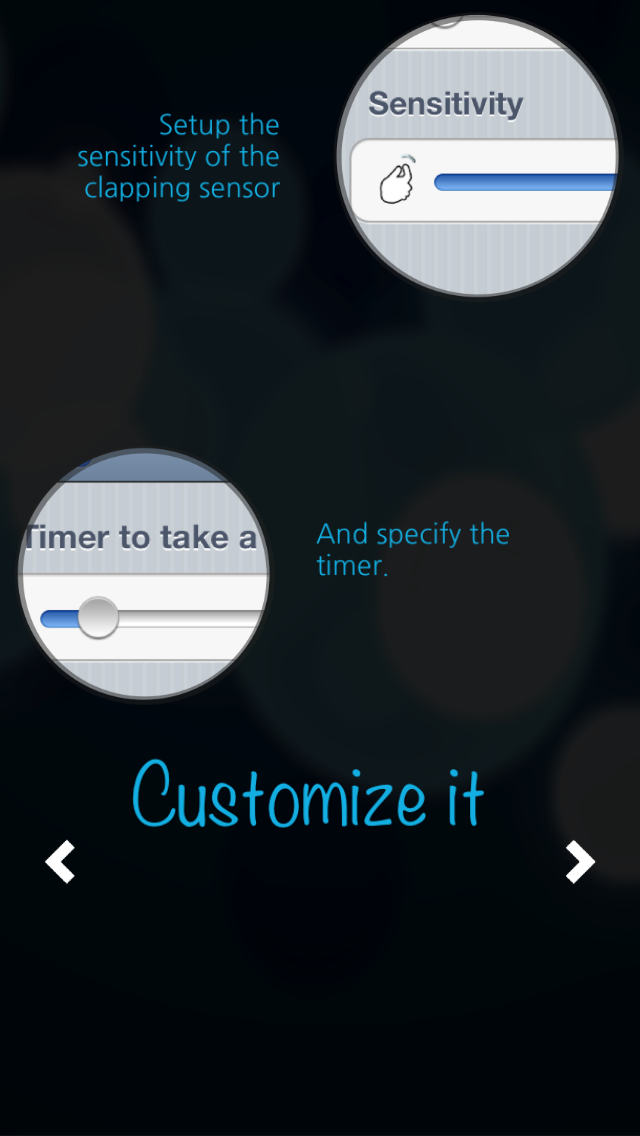 Sensitivity
Setup the
sensitivity of the
clapping sensor
Timer to take a
And specify the
timer.
Customize it